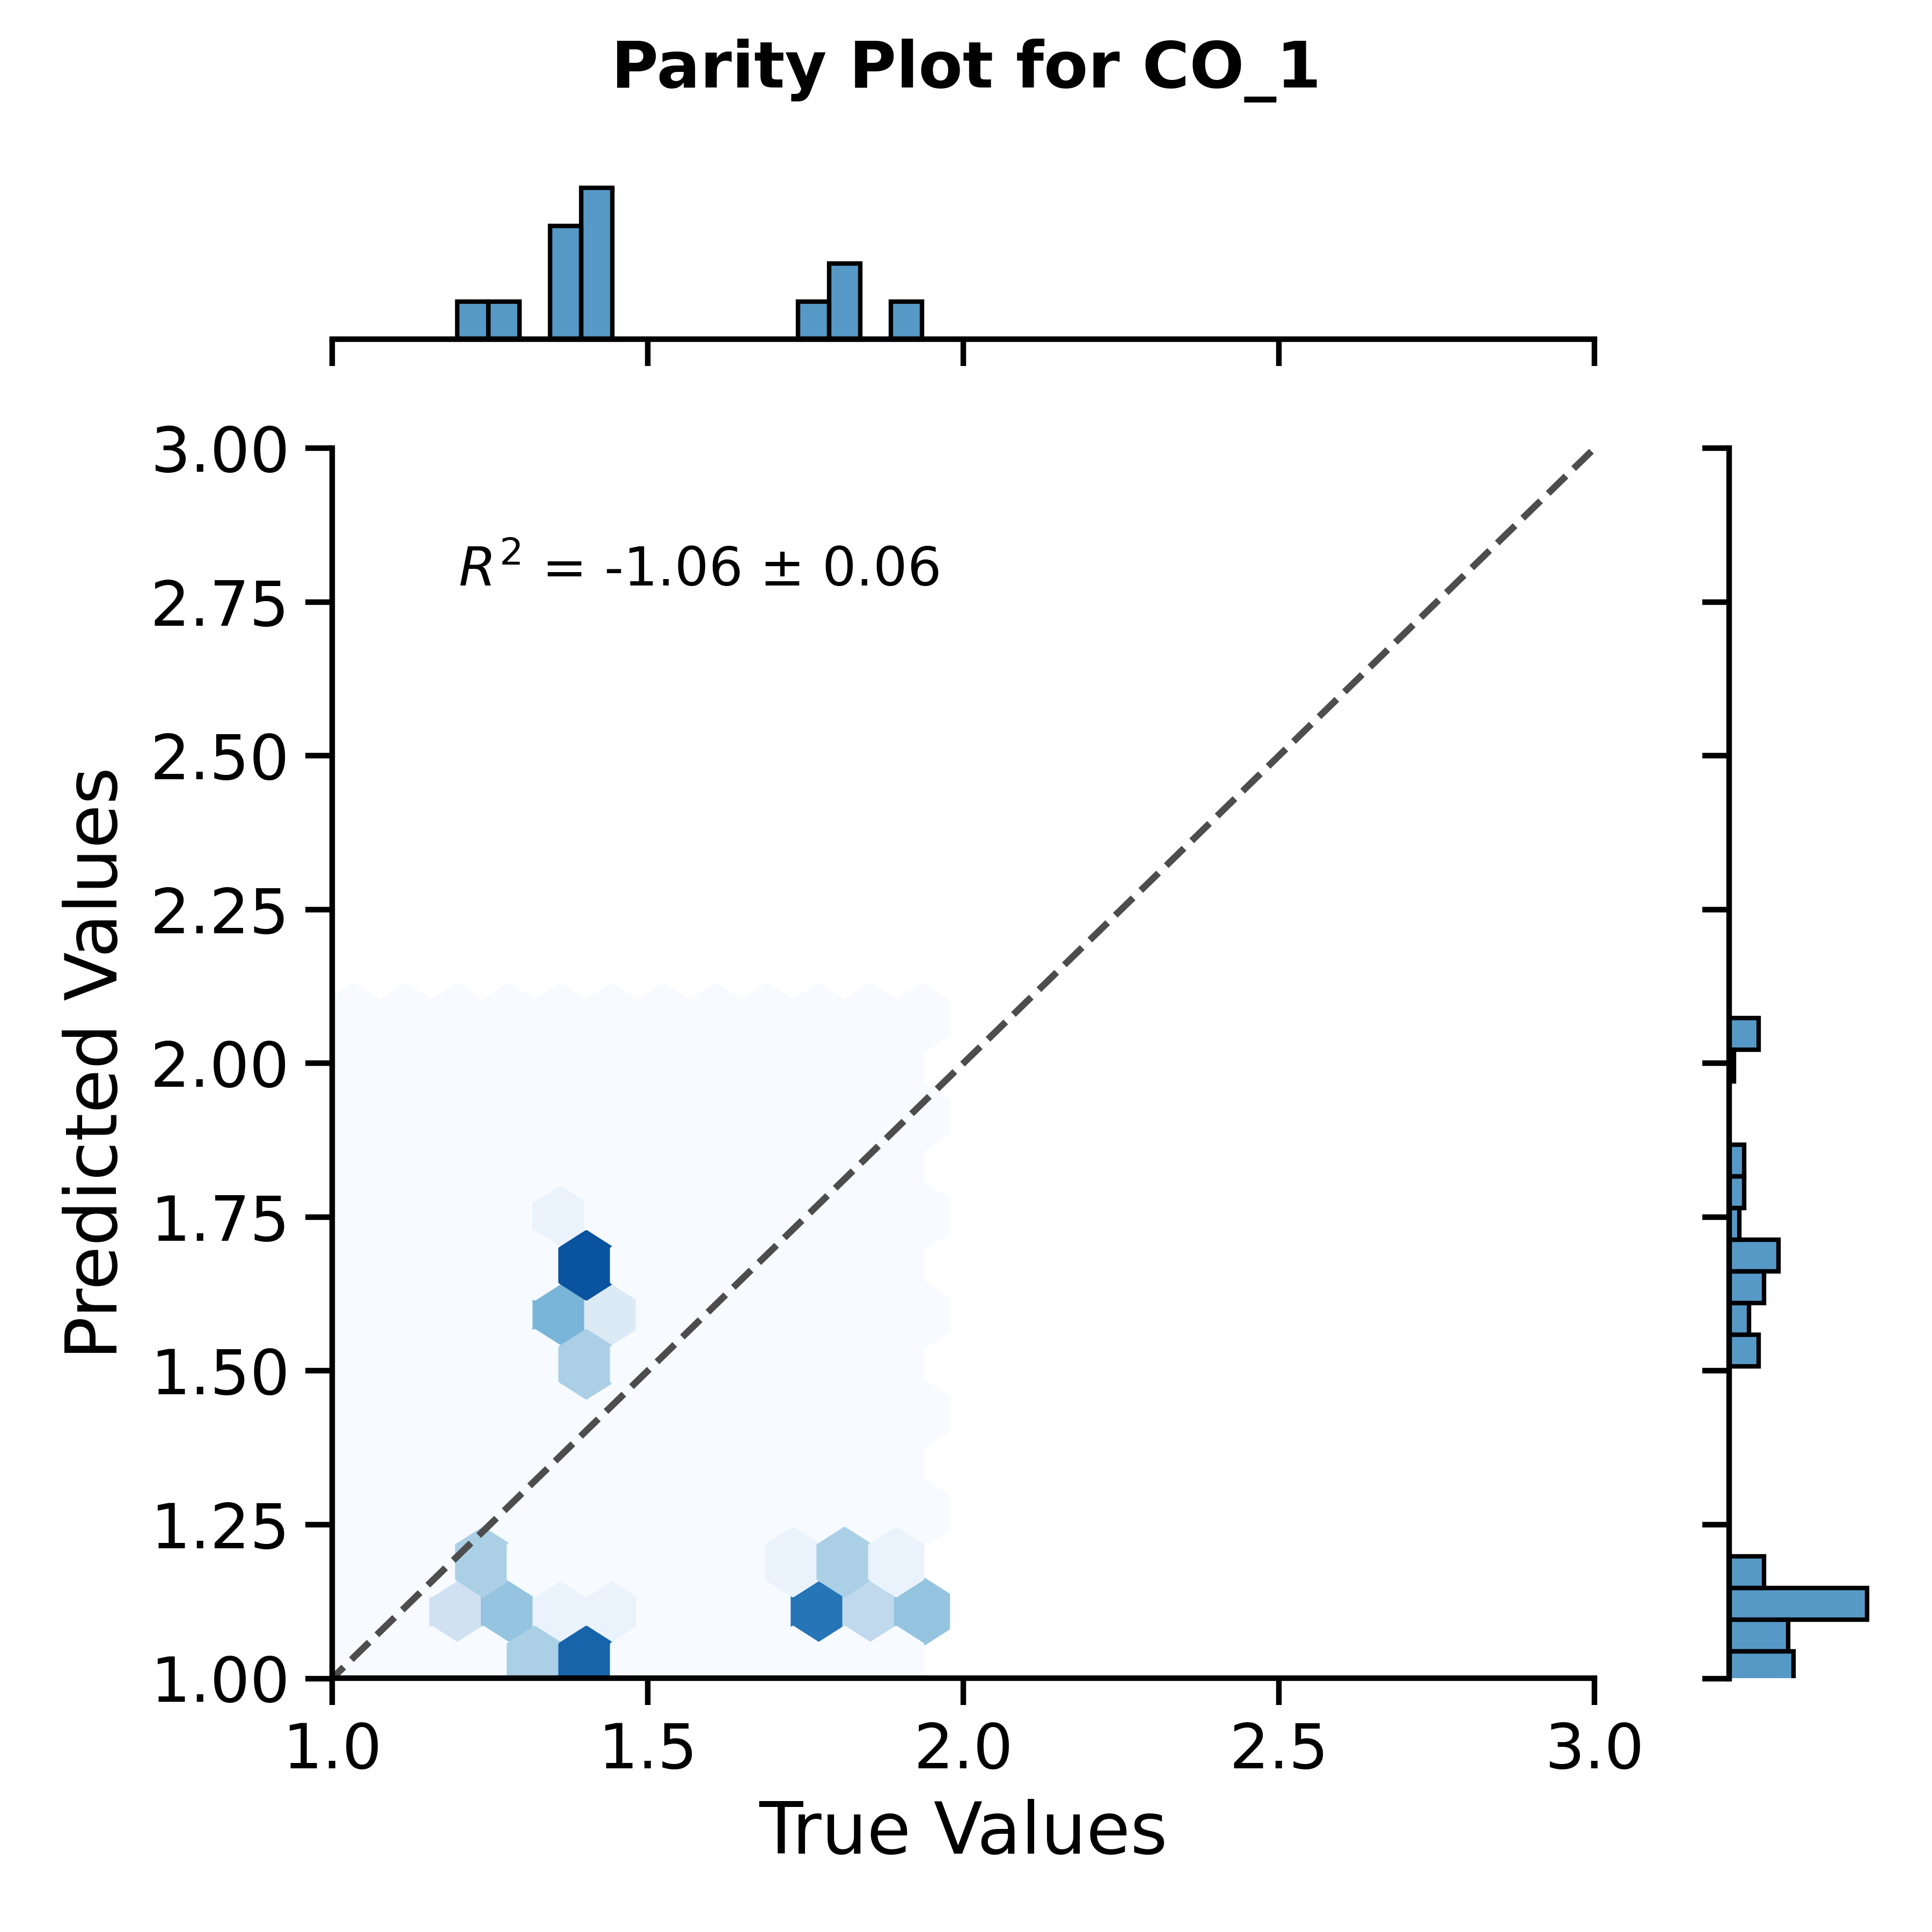 Parity Plot for CO_1
R² = -1.06 ± 0.06
Predicted Values
3.00
2.75
2.50
2.25
2.00
1.75
1.50
1.25
1.00
1.0 1.5 2.0 2.5 3.0
True Values